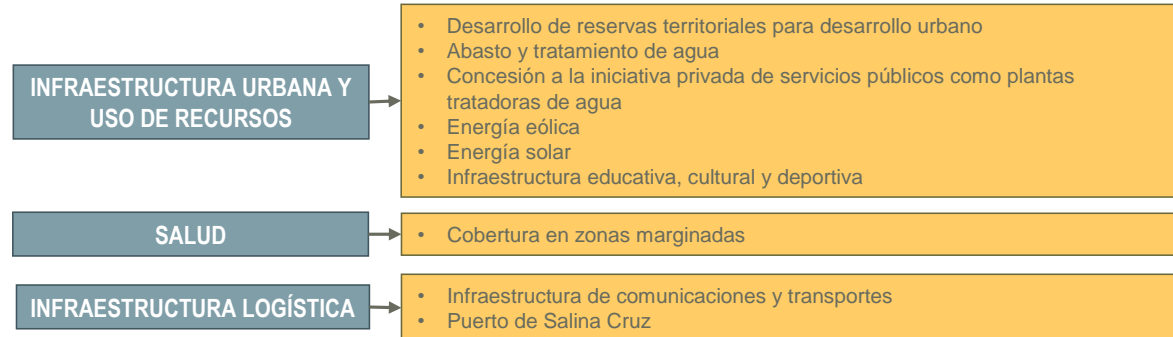 INFRAESTRUCTURA URBANA Y
USO DE RECURSOS
• Desarrollo de reservas territoriales para desarrollo urbano
• Abasto y tratamiento de agua
• Concesión a la iniciativa privada de servicios públicos como plantas
tratadoras de agua
• Energía eólica
• Energía solar
• Infraestructura educativa, cultural y deportiva
SALUD
• Cobertura en zonas marginadas
INFRAESTRUCTURA LOGÍSTICA
• Infraestructura de comunicaciones y transportes
• Puerto de Salina Cruz